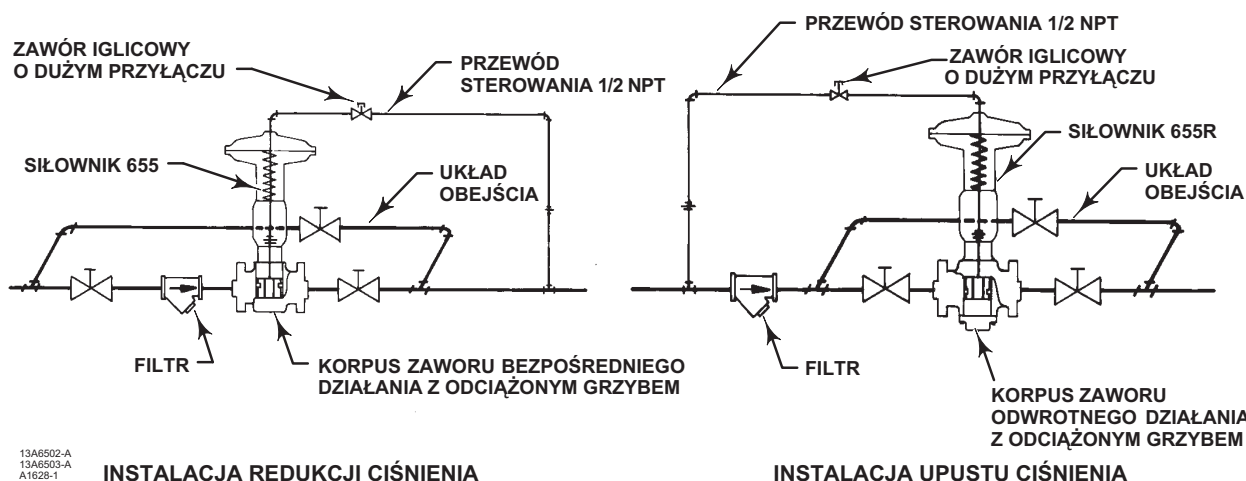 ZAWÓR IGLICOWY
O DUŻYM PRZYŁĄCZU
PRZEWÓD
STEROWANIA 1/2 NPT
SIŁOWNIK 655
UKŁAD
OBEJŚCIA
FILTR
KORPUS ZAWORU BEZPOŚREDNIEGO
DZIAŁANIA Z ODCIĄŻONYM GRZYBEM
13A6502-A
13A6503-A
A1628-1
INSTALACJA REDUKCJI CIŚNIENIA
PRZEWÓD STEROWANIA 1/2 NPT
ZAWÓR IGLICOWY
O DUŻYM PRZYŁĄCZU
SIŁOWNIK 655R
UKŁAD
OBEJŚCIA
FILTR
KORPUS ZAWORU
ODWROTNEGO DZIAŁANIA
Z ODCIĄŻONYM GRZYBEM
INSTALACJA UPUSTU CIŚNIENIA